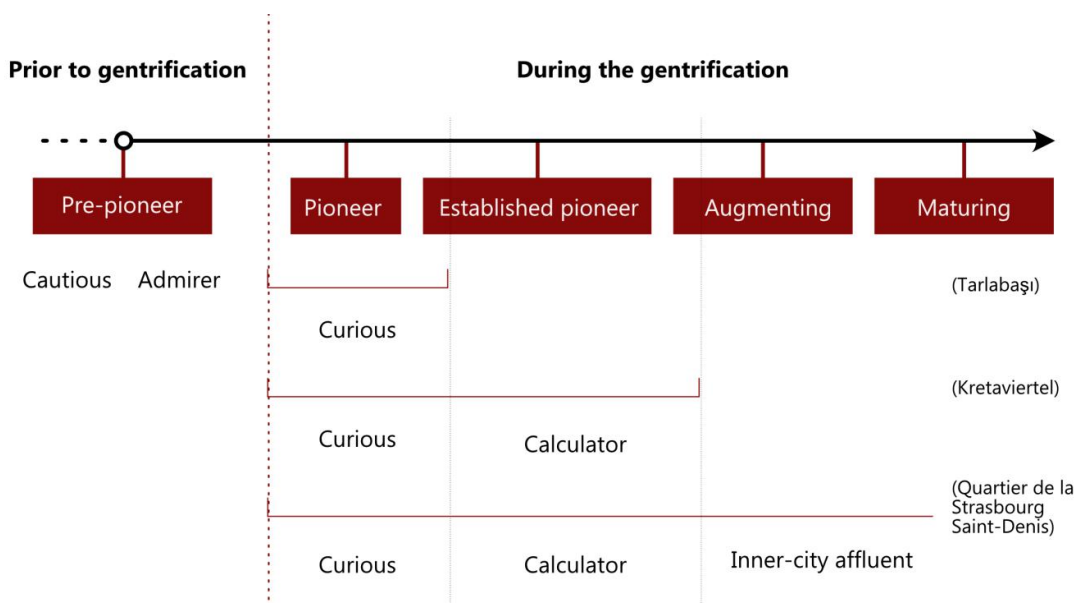 Prior to gentrification
During the gentrification
Pre-pioneer
Pioneer
Established pioneer
Augmenting
Maturing
Cautious
Admirer
(Tarlabaşı)
Curious
(Kretaviertel)
Curious
Calculator
(Quartier de la
Strasbourg
Saint-Denis)
Curious
Calculator
Inner-city affluent